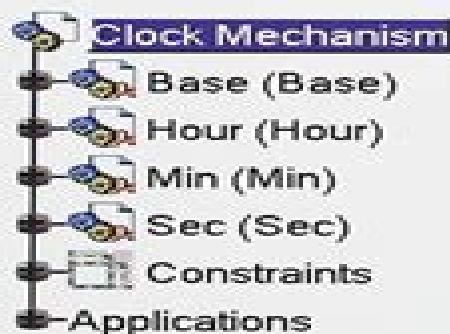 Clock Mechanism
Base (Base)
Hour (Hour)
Min (Min)
Sec (Sec)
Constraints
Applications